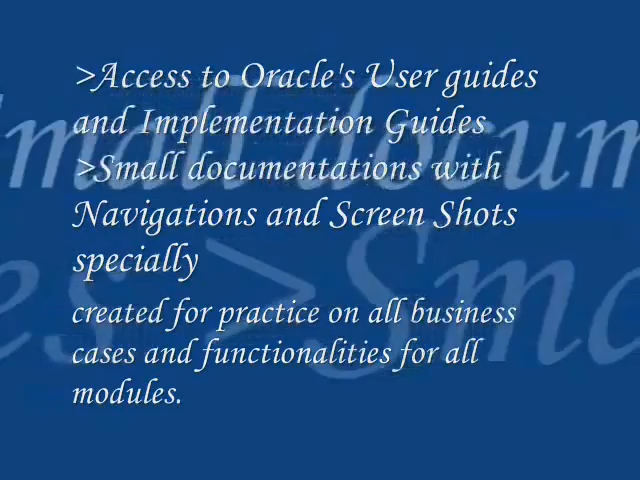 >Access to Oracle's User guides
and Implementation Guides
>Small documentations with
Navigations and Screen Shots
specially
created for practice on all business
cases and functionalities for all
modules.